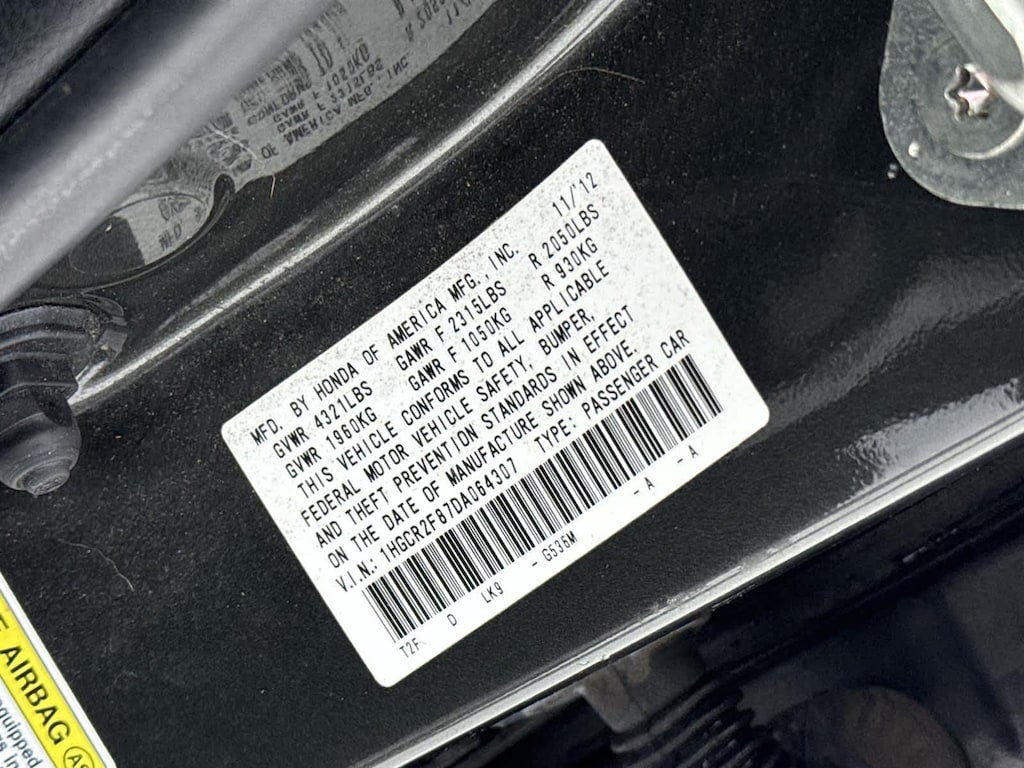 MFD. BY HONDA OF AMERICA MFG., INC. 11/'12
GVWR 4321LBS GAWR F 2315LBS R 2050LBS
GVWR 1960KG GAWR F 1050KG R 930KG
THIS VEHICLE CONFORMS TO ALL APPLICABLE
FEDERAL MOTOR VEHICLE SAFETY, BUMPER,
AND THEFT PREVENTION STANDARDS IN EFFECT
ON THE DATE OF MANUFACTURE SHOWN ABOVE.
V.I.N.: 1HGCR2F87DA064307 TYPE: PASSENGER CAR
T2F D LK9 - G536M - A - A
AIRBAG